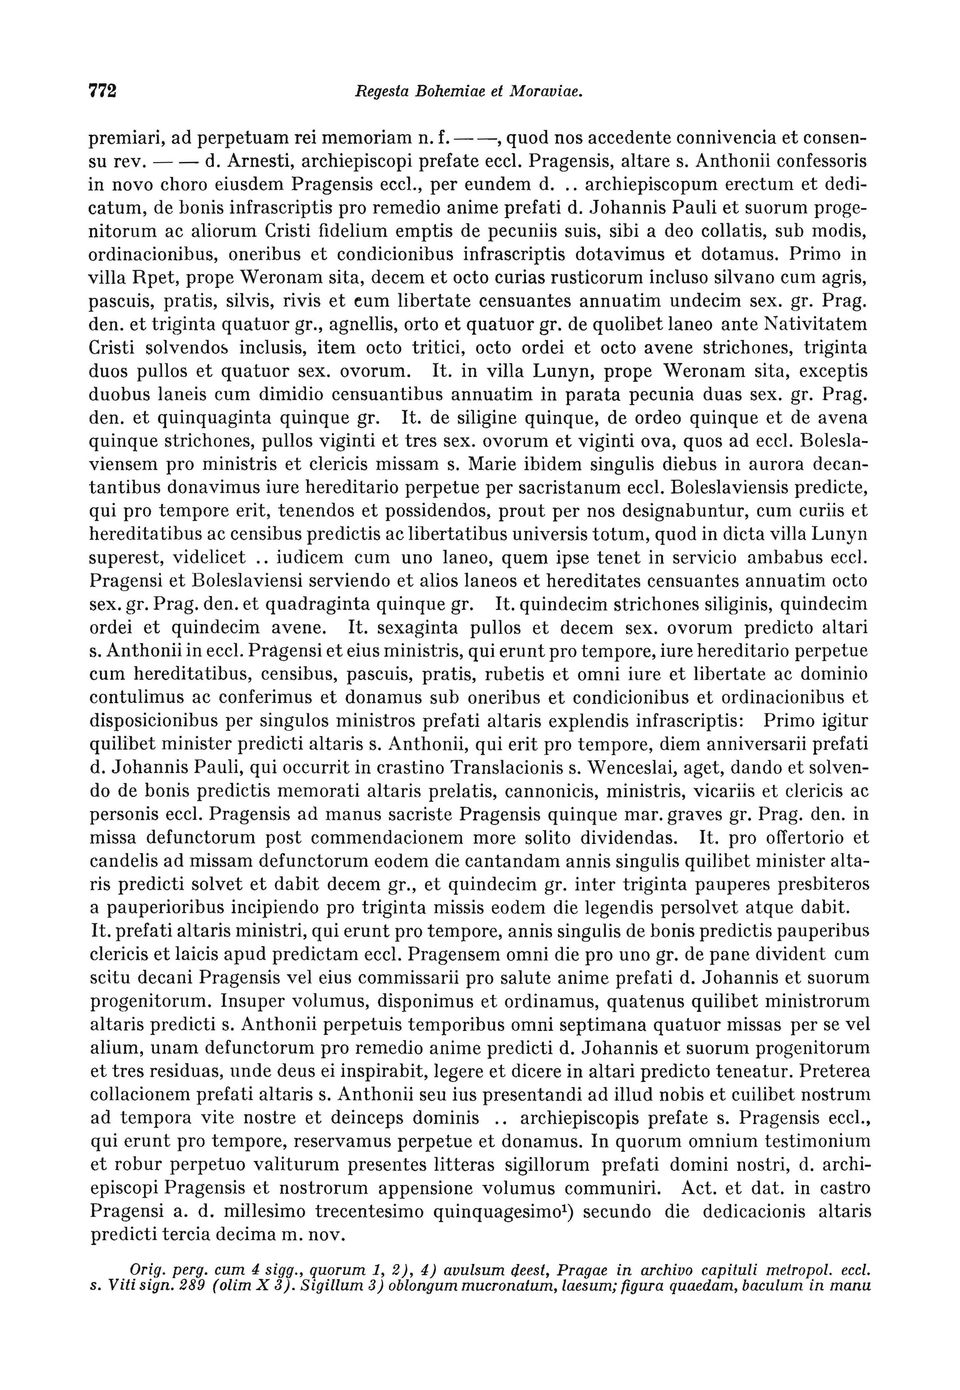 772 Regesta Bohemiae et Moraviae.
premiari, ad perpetuam rei memoriam n. f. — —, quod nos accedente connivencia et consen-
su rev. — — d. Arnesti, archiepiscopi prefate eccl. Pragensis, altare s. Anthonii confessoris
in novo choro eiusdem Pragensis eccl., per eundem d. .. archiepiscopum erectum et dedi-
catum, de bonis infrascriptis pro remedio anime prefati d. Johannis Pauli et suorum proge-
nitorum ac aliorum Cristi fidelium emptis de pecuniis suis, sibi a deo collatis, sub modis,
ordinacionibus, oneribus et condicionibus infrascriptis dotavimus et dotamus. Primo in
villa Rpet, prope Weronam sita, decem et octo curias rusticorum incluso silvano cum agris,
pascuis, pratis, silvis, rivis et cum libertate censuantes annuatim undecim sex. gr. Prag.
den. et triginta quatuor gr., agnellis, orto et quatuor gr. de quolibet laneo ante Nativitatem
Cristi solvendos inclusis, item octo tritici, octo ordei et octo avene strichones, triginta
duos pullos et quatuor sex. ovorum. It. in villa Lunyn, prope Weronam sita, exceptis
duobus laneis cum dimidio censuantibus annuatim in parata pecunia duas sex. gr. Prag.
den. et quinquaginta quinque gr. It. de siligine quinque, de ordeo quinque et de avena
quinque strichones, pullos viginti et tres sex. ovorum et viginti ova, quos ad eccl. Bolesla-
viensem pro ministris et clericis missam s. Marie ibidem singulis diebus in aurora decan-
tantibus donavimus iure hereditario perpetue per sacristanum eccl. Boleslaviensis predicte,
qui pro tempore erit, tenendos et possidendos, prout per nos designabuntur, cum curiis et
hereditatibus ac censibus predictis ac libertatibus universis totum, quod in dicta villa Lunyn
superest, videlicet .. iudicem cum uno laneo, quem ipse tenet in servicio ambabus eccl.
Pragensi et Boleslaviensi serviendo et alios laneos et hereditates censuantes annuatim octo
sex. gr. Prag. den. et quadraginta quinque gr. It. quindecim strichones siliginis, quindecim
ordei et quindecim avene. It. sexaginta pullos et decem sex. ovorum predicto altari
s. Anthonii in eccl. Pragensi et eius ministris, qui erunt pro tempore, iure hereditario perpetue
cum hereditatibus, censibus, pascuis, pratis, rubetis et omni iure et libertate ac dominio
contulimus ac conferimus et donamus sub oneribus et condicionibus et ordinacionibus et
disposicionibus per singulos ministros prefati altaris explendis infrascriptis: Primo igitur
quilibet minister predicti altaris s. Anthonii, qui erit pro tempore, diem anniversarii prefati
d. Johannis Pauli, qui occurrit in crastino Translacionis s. Wenceslai, aget, dando et solven-
do de bonis predictis memorati altaris prelatis, cannonicis, ministris, vicariis et clericis ac
personis eccl. Pragensis ad manus sacriste Pragensis quinque mar. graves gr. Prag. den. in
missa defunctorum post commendacionem more solito dividendas. It. pro offertorio et
candelis ad missam defunctorum eodem die cantandam annis singulis quilibet minister alta-
ris predicti solvet et dabit decem gr., et quindecim gr. inter triginta pauperes presbiteros
a pauperioribus incipiendo pro triginta missis eodem die legendis persolvet atque dabit.
It. prefati altaris ministri, qui erunt pro tempore, annis singulis de bonis predictis pauperibus
clericis et laicis apud predictam eccl. Pragensem omni die pro uno gr. de pane divident cum
scitu decani Pragensis vel eius commissarii pro salute anime prefati d. Johannis et suorum
progenitorum. Insuper volumus, disponimus et ordinamus, quatenus quilibet ministrorum
altaris predicti s. Anthonii perpetuis temporibus omni septimana quatuor missas per se vel
alium, unam defunctorum pro remedio anime predicti d. Johannis et suorum progenitorum
et tres residuas, unde deus ei inspirabit, legere et dicere in altari predicto teneatur. Preterea
collacionem prefati altaris s. Anthonii seu ius presentandi ad illud nobis et cuilibet nostrum
ad tempora vite nostre et deinceps dominis .. archiepiscopis prefate s. Pragensis eccl.,
qui erunt pro tempore, reservamus perpetue et donamus. In quorum omnium testimonium
et robur perpetuo valiturum presentes litteras sigillorum prefati domini nostri, d. archi-
episcopi Pragensis et nostrorum appensione volumus communiri. Act. et dat. in castro
Pragensi a. d. millesimo trecentesimo quinquagesimo¹) secundo die dedicacionis altaris
predicti tercia decima m. nov.
Orig. perg. cum 4 sigg., quorum 1, 2), 4) avulsum deest, Pragae in archivo capituli metropol. eccl.
s. Viti sign. 289 (olim X 3). Sigillum 3) oblongum mucronatum, laesum; figura quaedam, baculum in manu